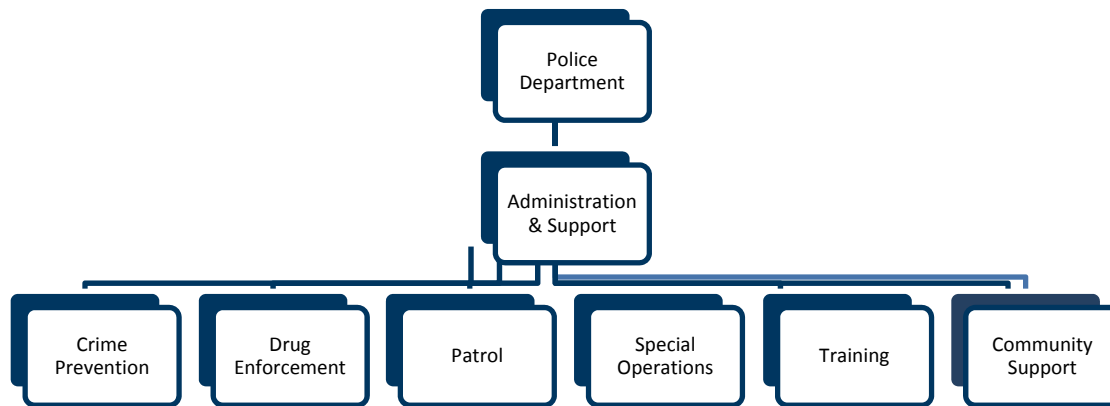 Police
Department
Administration
& Support
Crime
Prevention
Drug
Enforcement
Patrol
Special
Operations
Training
Community
Support